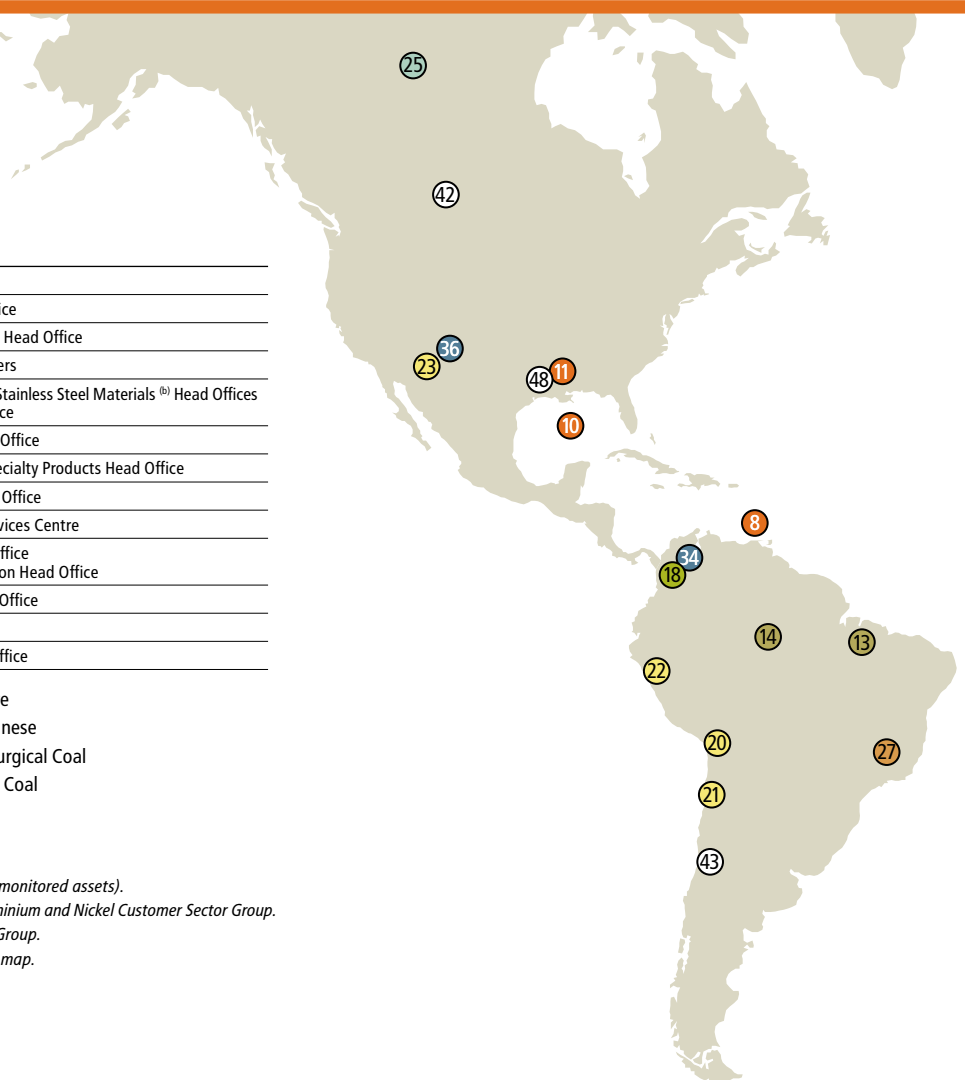 ice
Head Office
ers
Stainless Steel Materials (b) Head Offices
ce
Office
ecialty Products Head Office
Office
vices Centre
ffice
on Head Office
Office
ffice
e
nese
urgical Coal
Coal
monitored assets).
minium and Nickel Customer Sector Group.
Group.
map.
25
42
36
23
11
48
10
8
34
18
14
13
22
20
27
21
43